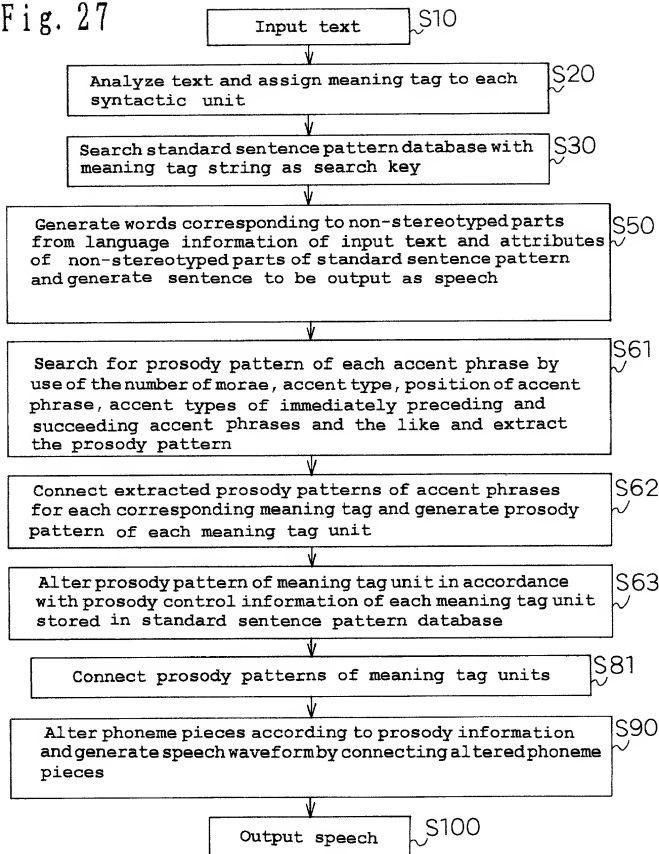 Fig. 27
Input text
S10
Analyze text and assign meaning tag to each
syntactic unit
S20
Search standard sentence pattern database with
meaning tag string as search key
S30
Generate words corresponding to non-stereotyped parts
from language information of input text and attributes
of non-stereotyped parts of standard sentence pattern
and generate sentence to be output as speech
S50
Search for prosody pattern of each accent phrase by
use of the number of morae, accent type, position of accent
phrase, accent types of immediately preceding and
succeeding accent phrases and the like and extract
the prosody pattern
S61
Connect extracted prosody patterns of accent phrases
for each corresponding meaning tag and generate prosody
pattern of each meaning tag unit
S62
Alter prosody pattern of meaning tag unit in accordance
with prosody control information of each meaning tag unit
stored in standard sentence pattern database
S63
Connect prosody patterns of meaning tag units
S81
Alter phoneme pieces according to prosody information
and generate speech waveform by connecting altered phoneme
pieces
S90
Output speech
S100